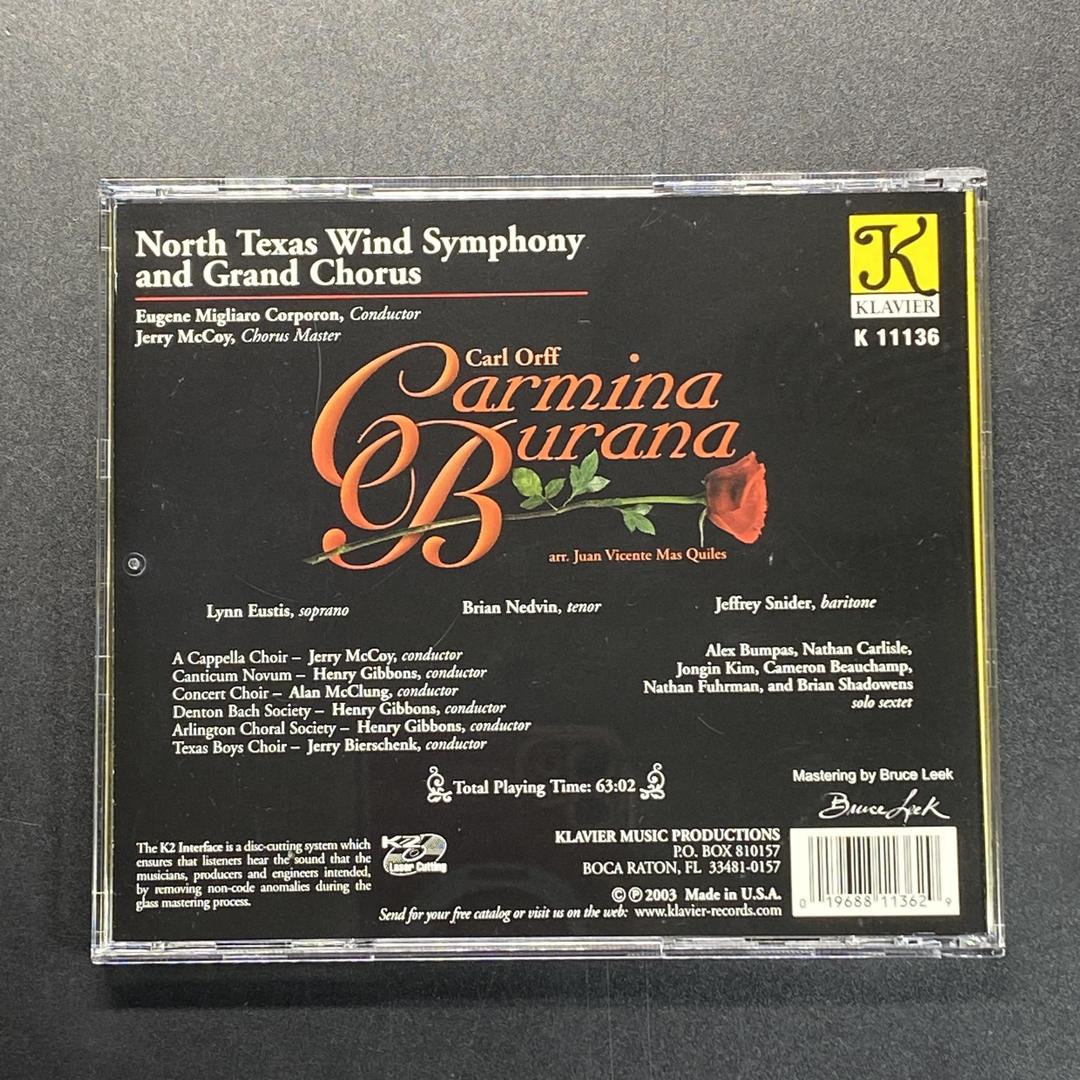 North Texas Wind Symphony
and Grand Chorus
Eugene Migliaro Corporon, Conductor
Jerry McCoy, Chorus Master
K
KLAVIER
K 11136
Carl Orff
Carmina
Burana
CB
arr. Juan Vicente Mas Quiles
Lynn Eustis, soprano
Brian Nedvin, tenor
Jeffrey Snider, baritone
A Cappella Choir – Jerry McCoy, conductor
Canticum Novum – Henry Gibbons, conductor
Concert Choir – Alan McClung, conductor
Denton Bach Society – Henry Gibbons, conductor
Arlington Choral Society – Henry Gibbons, conductor
Texas Boys Choir – Jerry Bierschenk, conductor
Alex Bumpas, Nathan Carlisle,
Jongin Kim, Cameron Beauchamp,
Nathan Fuhrman, and Brian Shadowens
solo sextet
Total Playing Time: 63:02
Mastering by Bruce Leek
Bruce Leek
The K2 Interface is a disc-cutting system which
ensures that listeners hear the sound that the
musicians, producers and engineers intended,
by removing non-code anomalies during the
glass mastering process.
K2
Laser Cutting
KLAVIER MUSIC PRODUCTIONS
P.O. BOX 810157
BOCA RATON, FL 33481-0157
© ℗ 2003 Made in U.S.A.
Send for your free catalog or visit us on the web: www.klavier-records.com
0 19688 11362 9